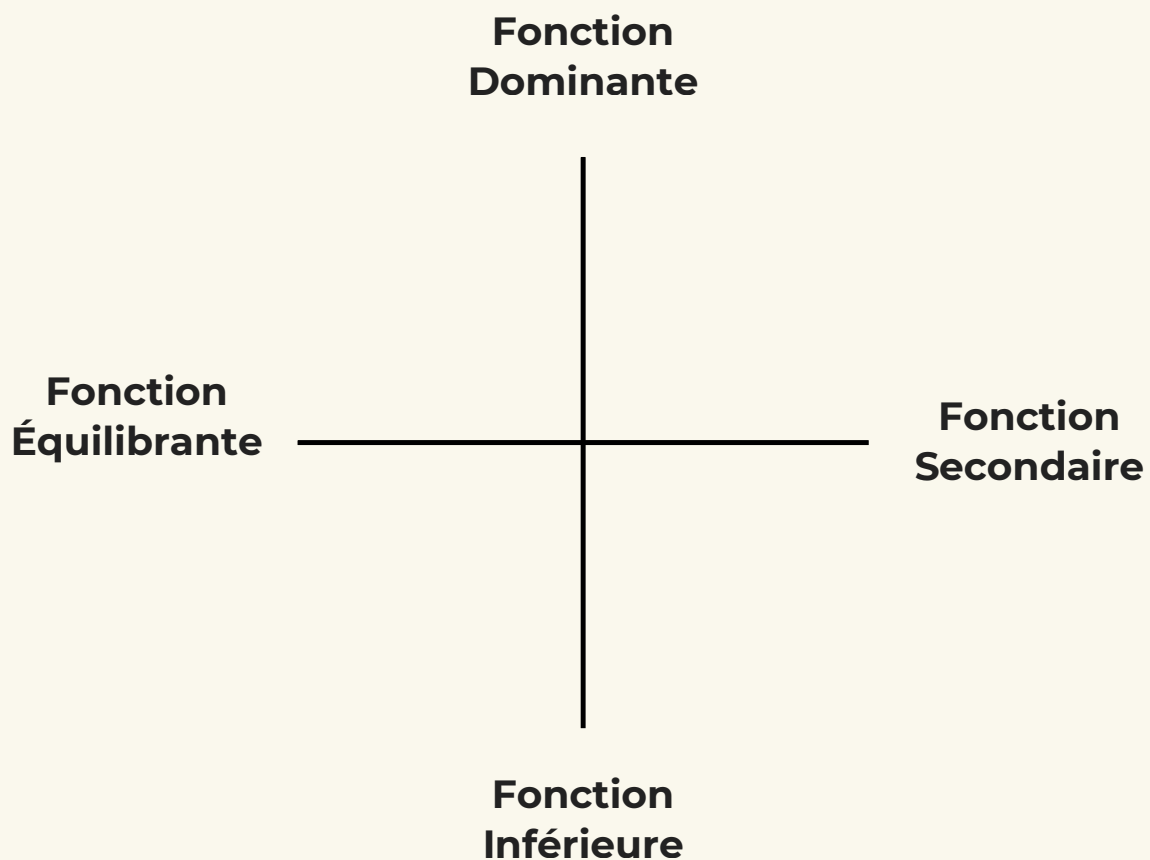 Fonction
Dominante
Fonction
Équilibrante
Fonction
Secondaire
Fonction
Inférieure